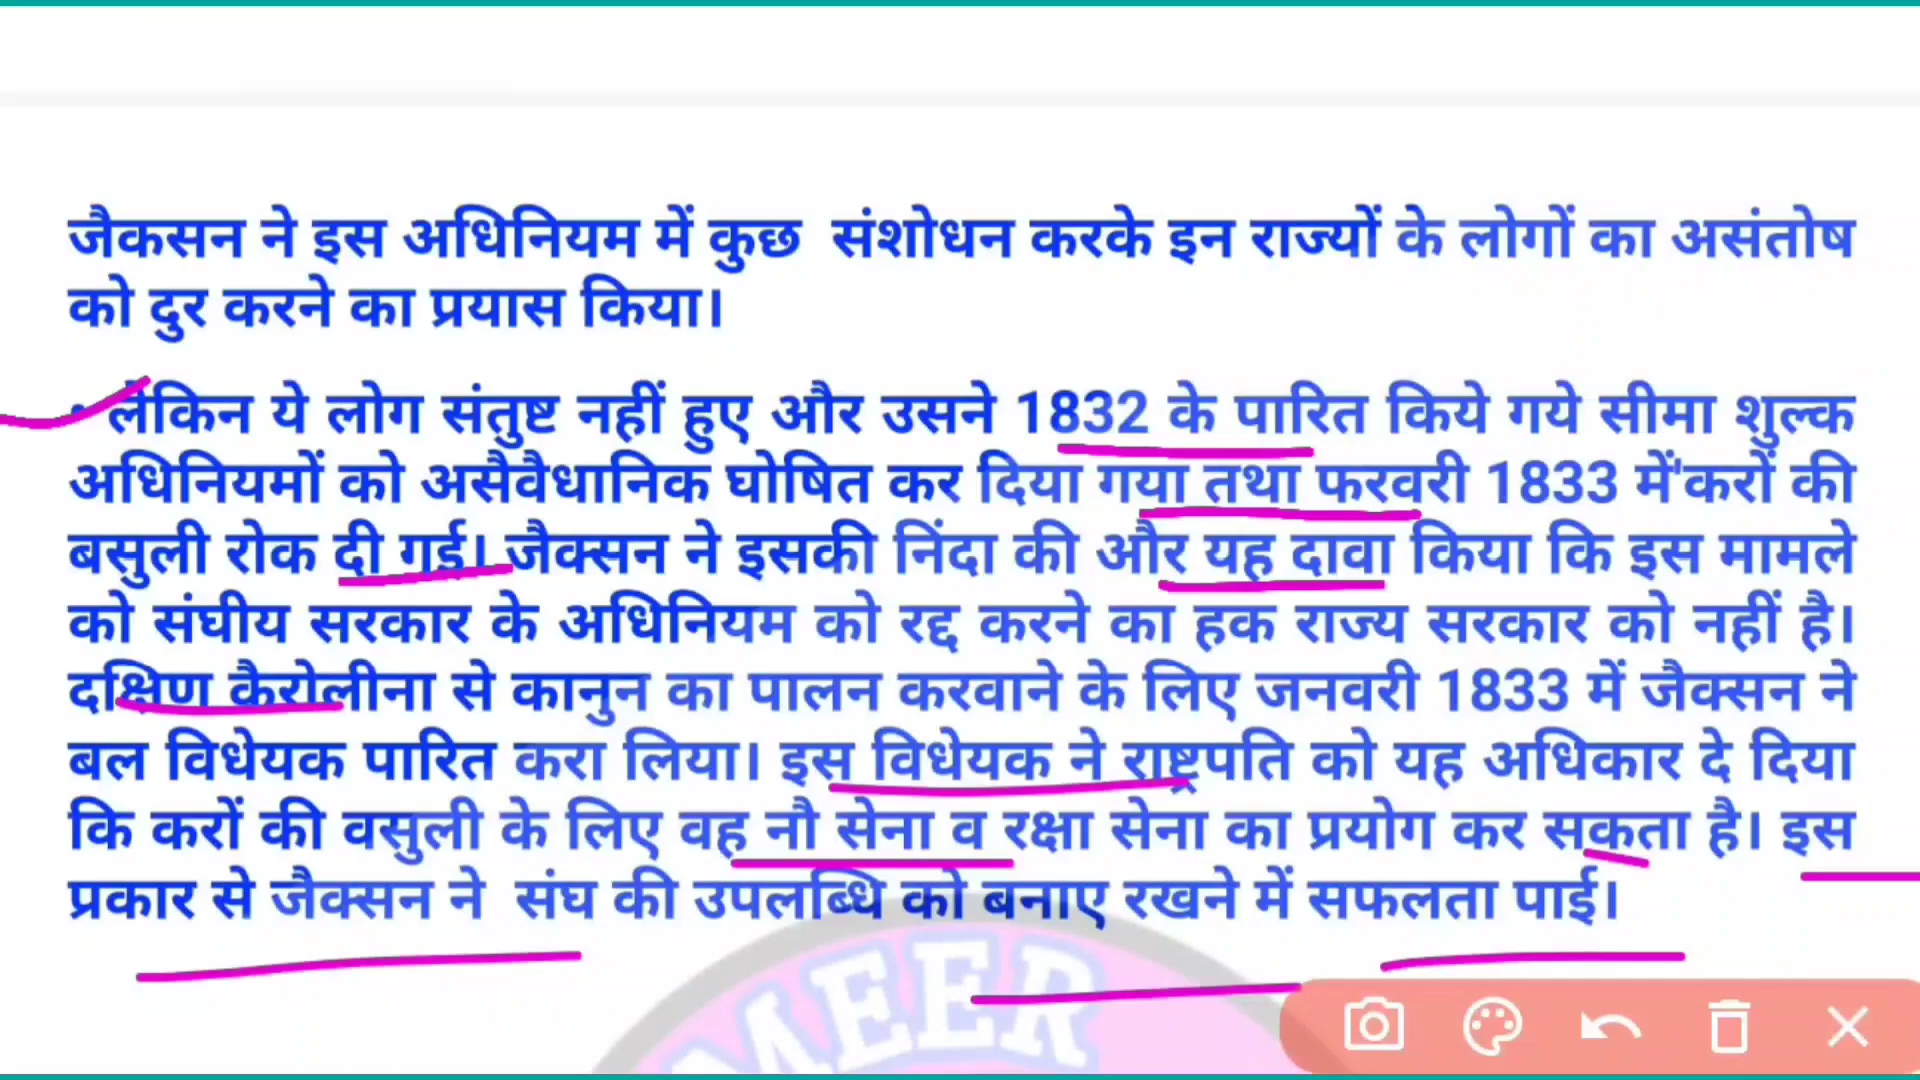 जैकसन ने इस अधिनियम में कुछ संशोधन करके इन राज्यों के लोगों का असंतोष
को दुर करने का प्रयास किया।
• लेकिन ये लोग संतुष्ट नहीं हुए और उसने 1832 के पारित किये गये सीमा शुल्क
अधिनियमों को असैवैधानिक घोषित कर दिया गया तथा फरवरी 1833 में'करों की
बसुली रोक दी गई। जैक्सन ने इसकी निंदा की और यह दावा किया कि इस मामले
को संघीय सरकार के अधिनियम को रद्द करने का हक राज्य सरकार को नहीं है।
दक्षिण कैरोलीना से कानुन का पालन करवाने के लिए जनवरी 1833 में जैक्सन ने
बल विधेयक पारित करा लिया। इस विधेयक ने राष्ट्रपति को यह अधिकार दे दिया
कि करों की वसुली के लिए वह नौ सेना व रक्षा सेना का प्रयोग कर सकता है। इस
प्रकार से जैक्सन ने संघ की उपलब्धि को बनाए रखने में सफलता पाई।
MEER